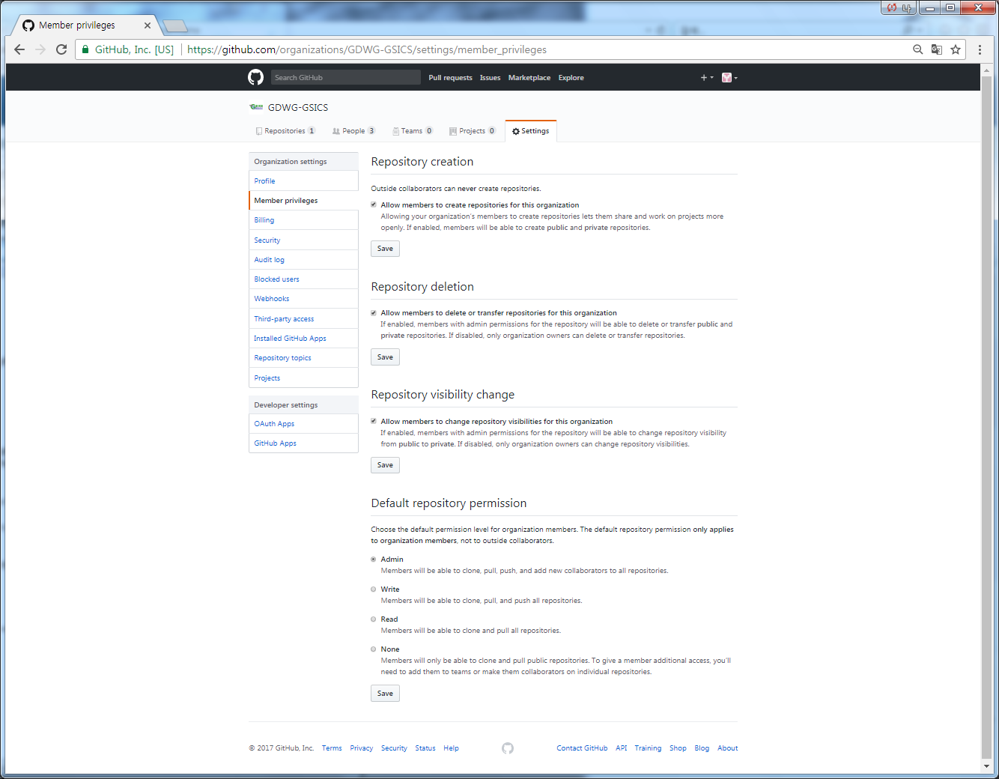 Member privileges
GitHub, Inc. [US] | https://github.com/organizations/GDWG-GSICS/settings/member_privileges
Search GitHub Pull requests Issues Marketplace Explore
GDWG-GSICS
Repositories 1 People 3 Teams 0 Projects 0 Settings
Organization settings
Profile
Member privileges
Billing
Security
Audit log
Blocked users
Webhooks
Third-party access
Installed GitHub Apps
Repository topics
Projects
Developer settings
OAuth Apps
GitHub Apps
Repository creation
Outside collaborators can never create repositories.
Allow members to create repositories for this organization
Allowing your organization's members to create repositories lets them share and work on projects more
openly. If enabled, members will be able to create public and private repositories.
Save
Repository deletion
Allow members to delete or transfer repositories for this organization
If enabled, members with admin permissions for the repository will be able to delete or transfer public and
private repositories. If disabled, only organization owners can delete or transfer repositories.
Save
Repository visibility change
Allow members to change repository visibilities for this organization
If enabled, members with admin permissions for the repository will be able to change repository visibility
from public to private. If disabled, only organization owners can change repository visibilities.
Save
Default repository permission
Choose the default permission level for organization members. The default repository permission only applies
to organization members, not to outside collaborators.
Admin
Members will be able to clone, pull, push, and add new collaborators to all repositories.
Write
Members will be able to clone, pull, and push all repositories.
Read
Members will be able to clone and pull all repositories.
None
Members will only be able to clone and pull public repositories. To give a member additional access, you'll
need to add them to teams or make them collaborators on individual repositories.
Save
© 2017 GitHub, Inc. Terms Privacy Security Status Help Contact GitHub API Training Shop Blog About